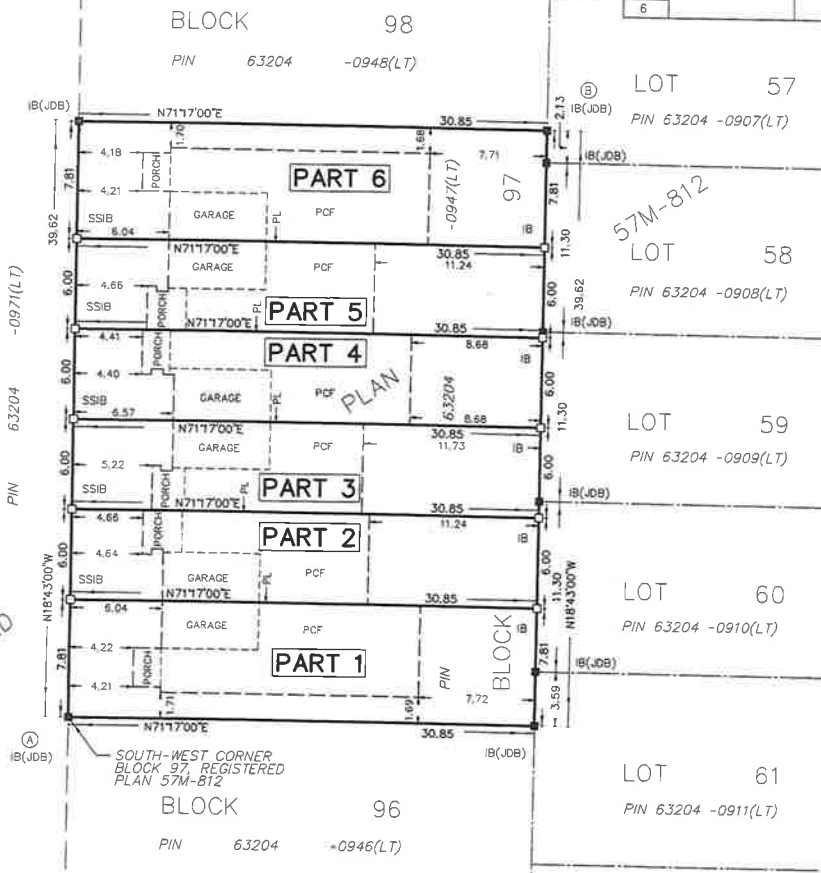 BLOCK 98
PIN 63204 -0948(LT)
6
LOT 57
PIN 63204 -0907(LT)
IB(JDB)
N71°17'00"E
30.85
B
IB(JDB)
2.13
1.70
1.68
7.71
IB(JDB)
4.18
PORCH
PART 6
-0947(LT)
97
7.81
7.81
39.62
4.21
57M-812
SSIB
GARAGE
PL
PCF
IB
6.04
N71°17'00"E
30.85
11.30
LOT 58
PIN 63204 -0908(LT)
GARAGE
PCF
11.24
6.00
4.66
PORCH
6.00
39.62
SSIB
PL
PART 5
N71°17'00"E
30.85
IB(JDB)
4.41
PORCH
PART 4
8.68
IB
6.00
4.40
PLAN
63204
6.00
SSIB
GARAGE
PL
PCF
11.30
6.57
8.68
N71°17'00"E
30.85
LOT 59
PIN 63204 -0909(LT)
GARAGE
PCF
11.73
IB
6.00
5.22
6.00
SSIB
PORCH
PL
PART 3
N71°17'00"E
30.85
IB(JDB)
4.66
PORCH
PART 2
11.24
IB
6.00
4.64
6.00
SSIB
GARAGE
PL
PCF
11.30
N71°17'00"E
30.85
N18°43'00"W
N18°43'00"W
LOT 60
PIN 63204 -0910(LT)
6.04
GARAGE
PCF
BLOCK
IB
7.81
7.81
4.22
PORCH
PART 1
PIN
IB(JDB)
4.21
7.72
3.59
1.71
1.69
N71°17'00"E
30.85
A
IB(JDB)
IB(JDB)
SOUTH-WEST CORNER
BLOCK 97, REGISTERED
PLAN 57M-812
LOT 61
PIN 63204 -0911(LT)
BLOCK 96
PIN 63204 -0946(LT)
PIN 63204 -0971(LT)